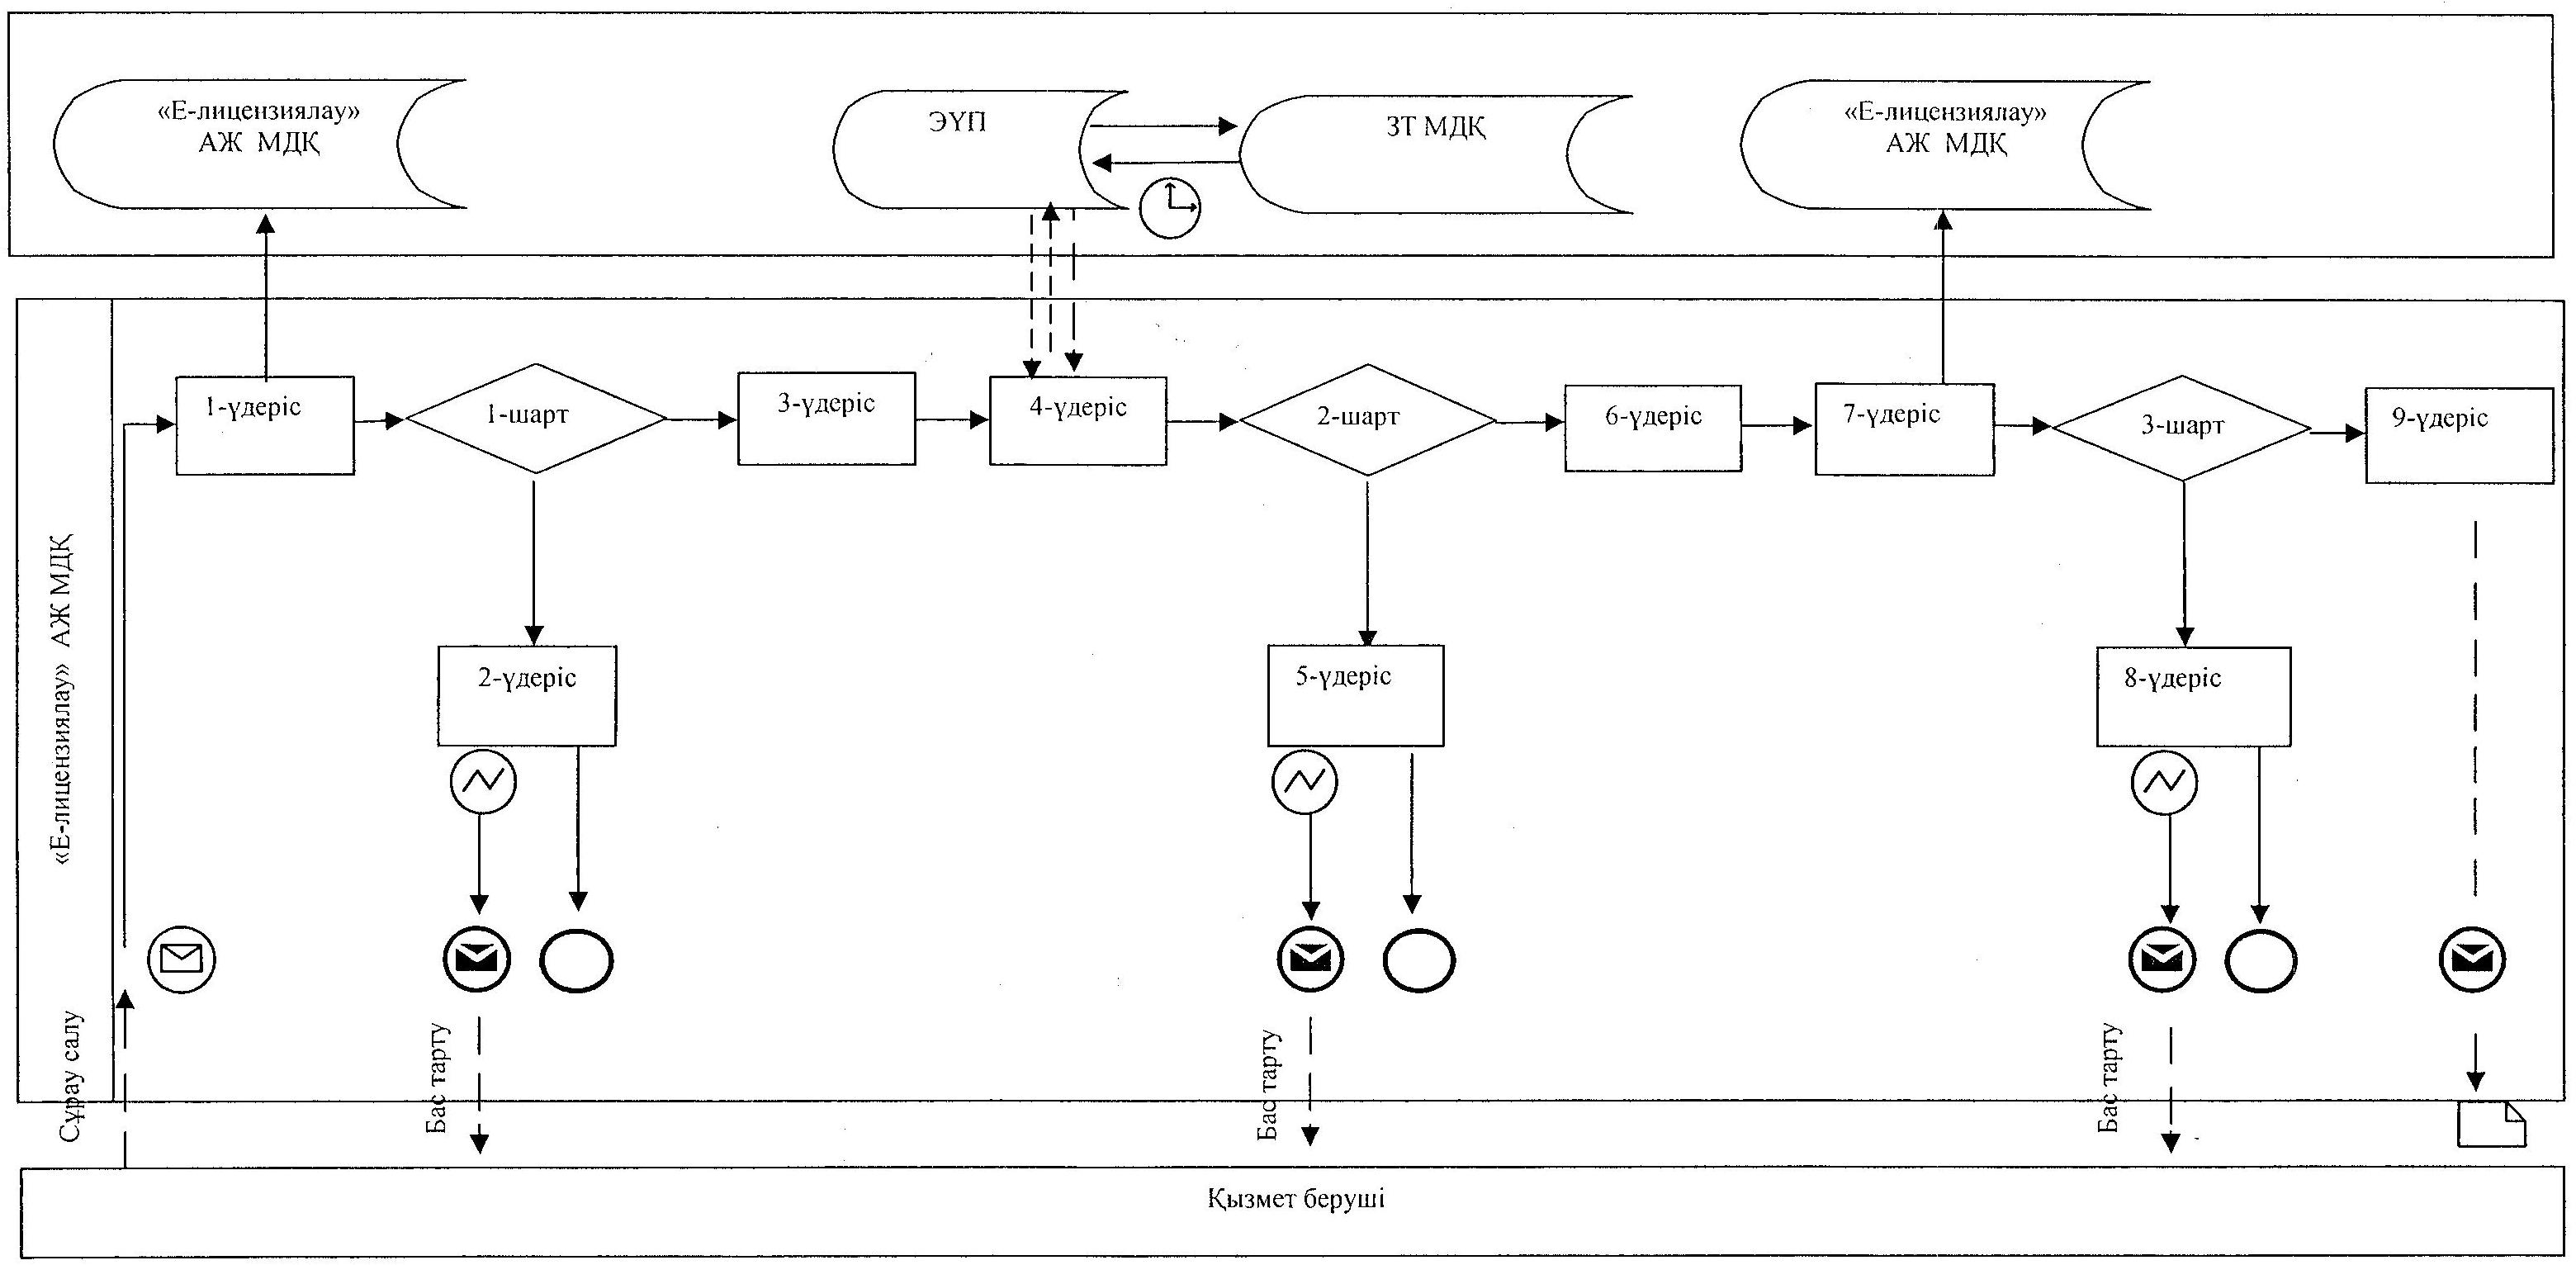 «Е-лицензиялау»
АЖ МДҚ
ЭҮП
ЗТ МДҚ
«Е-лицензиялау»
АЖ МДҚ
«Е-лицензиялау» АЖ МДҚ
1-үдеріс
1-шарт
3-үдеріс
4-үдеріс
2-шарт
6-үдеріс
7-үдеріс
3-шарт
9-үдеріс
2-үдеріс
5-үдеріс
8-үдеріс
Сұрау салу
Бас тарту
Бас тарту
Бас тарту
Қызмет беруші